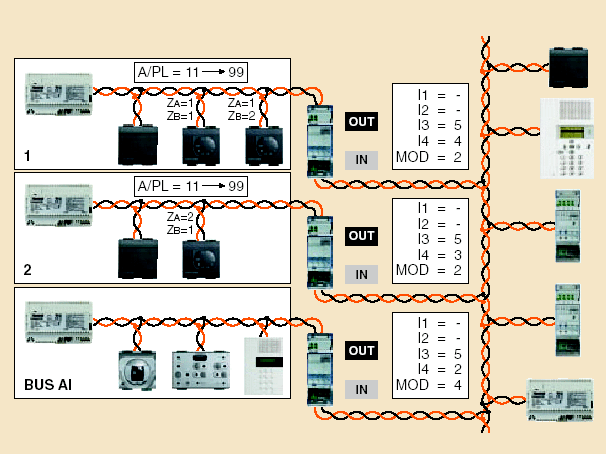 A/PL = 11 → 99
ZA=1
ZB=1
ZA=1
ZB=2
1
OUT
IN
I1 = -
I2 = -
I3 = 5
I4 = 4
MOD = 2
A/PL = 11 → 99
ZA=2
ZB=1
2
OUT
IN
I1 = -
I2 = -
I3 = 5
I4 = 3
MOD = 2
BUS AI
OUT
IN
I1 = -
I2 = -
I3 = 5
I4 = 2
MOD = 4